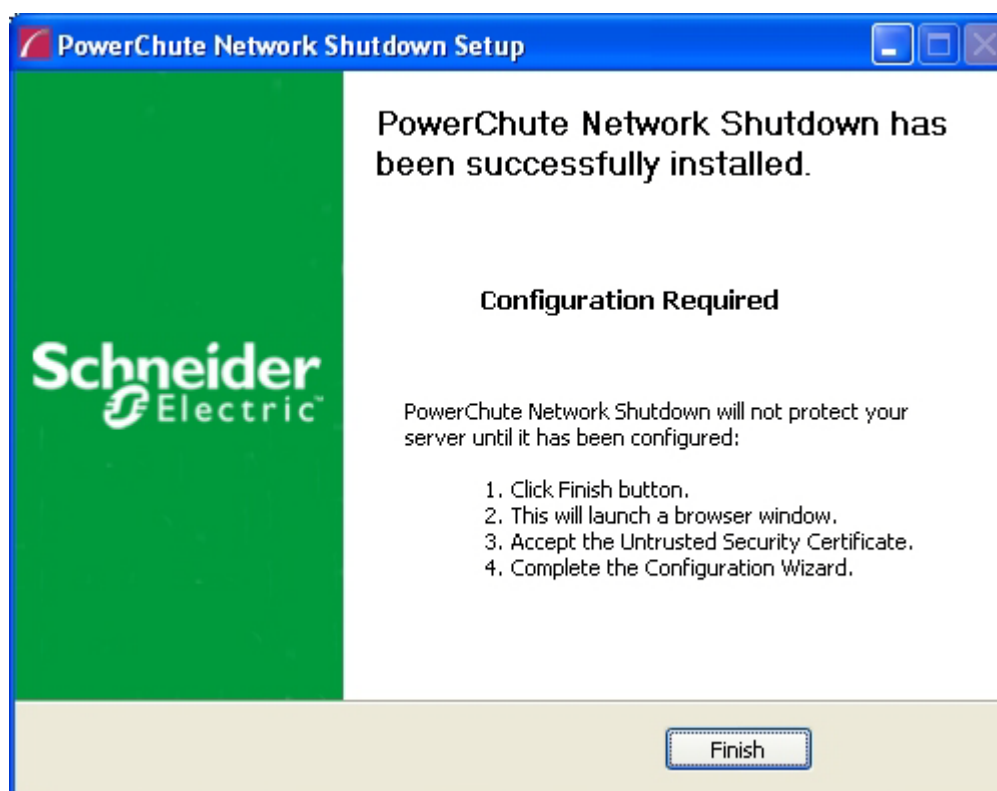 PowerChute Network Shutdown Setup
PowerChute Network Shutdown has
been successfully installed.
Configuration Required
Schneider
Electric™
PowerChute Network Shutdown will not protect your
server until it has been configured:
1. Click Finish button.
2. This will launch a browser window.
3. Accept the Untrusted Security Certificate.
4. Complete the Configuration Wizard.
Finish